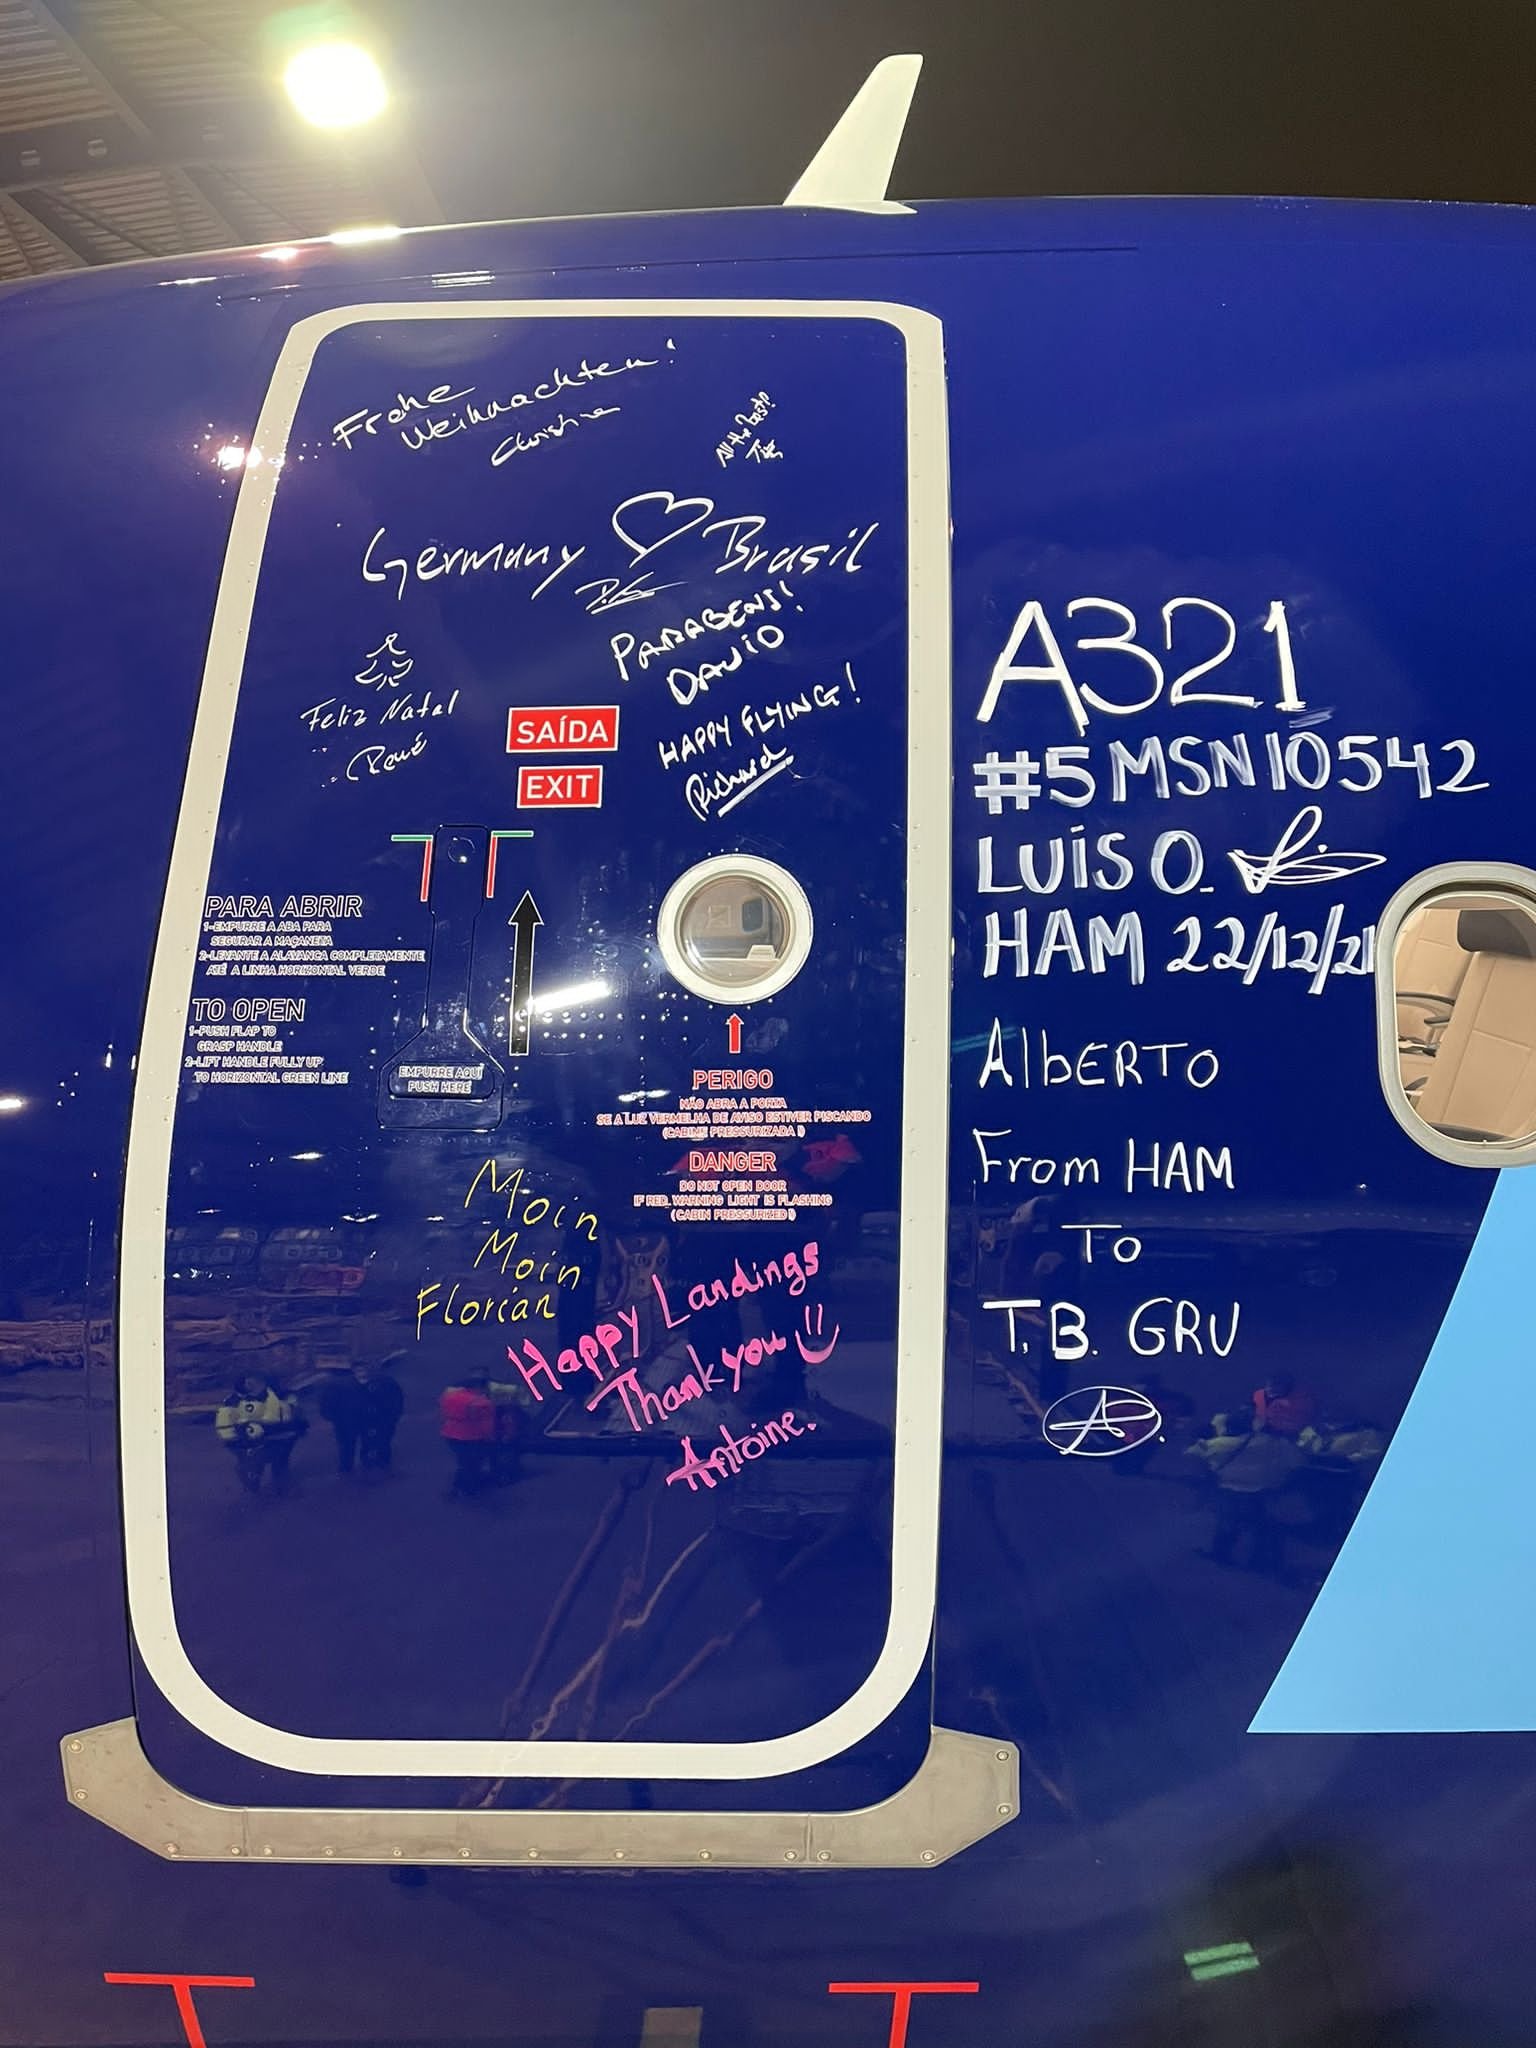 Frohe
Weihnachten!
Christian
All the best!
Tim
Germany Brasil
PARABENS!
DAVID
Feliz Natal
René
HAPPY FLYING!
Richard
SAÍDA
EXIT
PARA ABRIR
1-EMPURRE A ABA PARA
SEGURAR A MAÇANETA
2-LEVANTE A ALAVANCA COMPLETAMENTE
ATÉ A LINHA HORIZONTAL VERDE
TO OPEN
1-PUSH FLAP TO
GRASP HANDLE
2-LIFT HANDLE FULLY UP
TO HORIZONTAL GREEN LINE
EMPURRE AQUI
PUSH HERE
PERIGO
NÃO ABRA A PORTA
SE A LUZ VERMELHA DE AVISO ESTIVER PISCANDO
(CABINE PRESSURIZADA !)
DANGER
DO NOT OPEN DOOR
IF RED WARNING LIGHT IS FLASHING
(CABIN PRESSURIZED !)
Moin
Moin
Florian
Happy Landings
Thank you
Antoine.
A321
#5 MSN 10542
LUIS O.
HAM 22/12/21
AlbERTO
From HAM
To
T.B. GRU